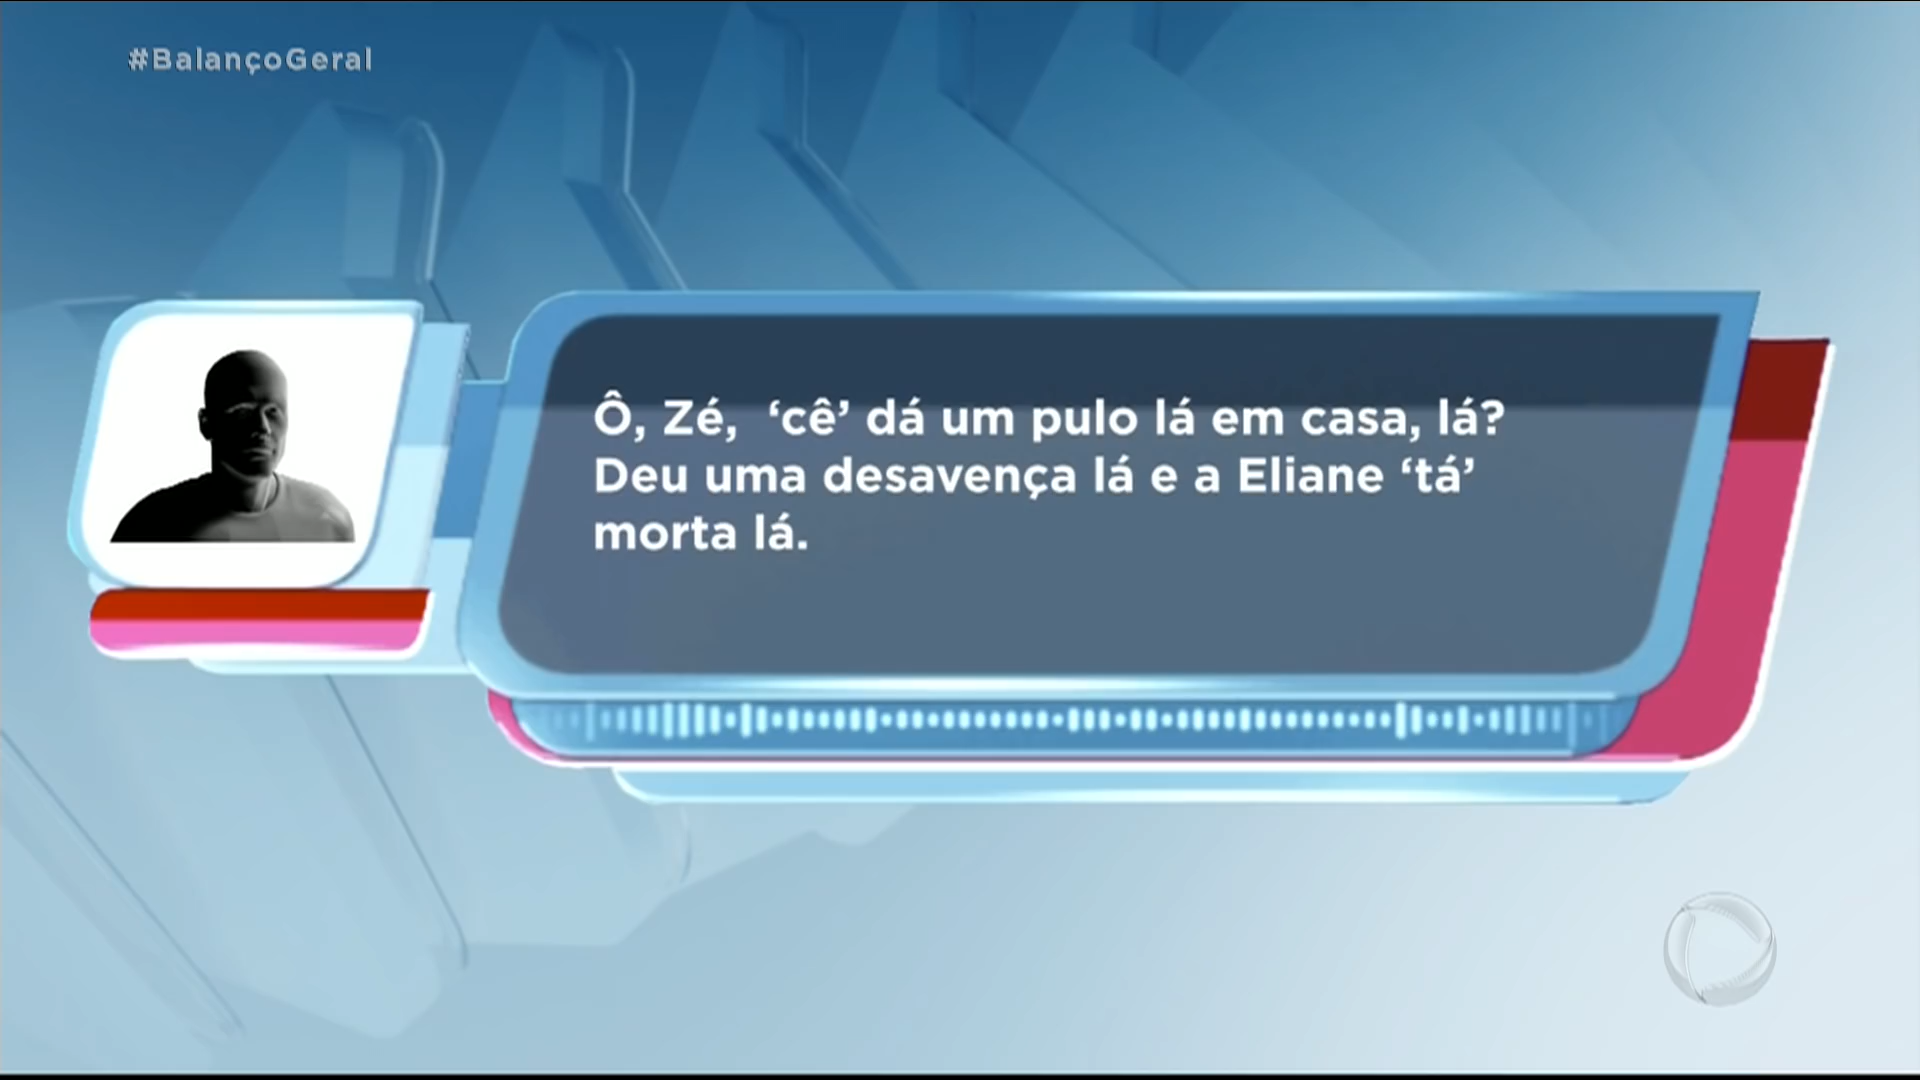 #BalançoGeral
Ô, Zé, ‘cê’ dá um pulo lá em casa, lá?
Deu uma desavença lá e a Eliane ‘tá’
morta lá.